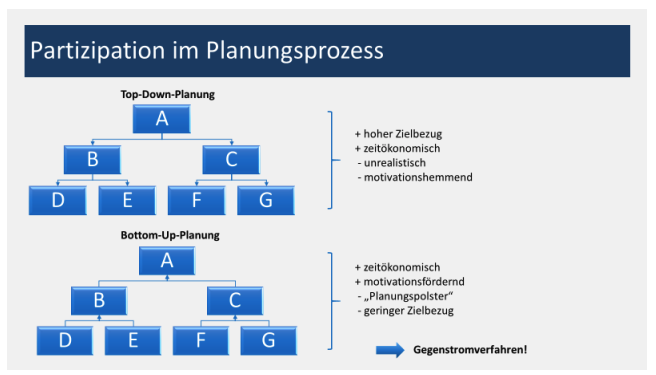 Partizipation im Planungsprozess
Top-Down-Planung
A
B C
D E F G
+ hoher Zielbezug
+ zeitökonomisch
- unrealistisch
- motivationshemmend
Bottom-Up-Planung
A
B C
D E F G
+ zeitökonomisch
+ motivationsfördernd
- „Planungspolster“
- geringer Zielbezug
Gegenstromverfahren!